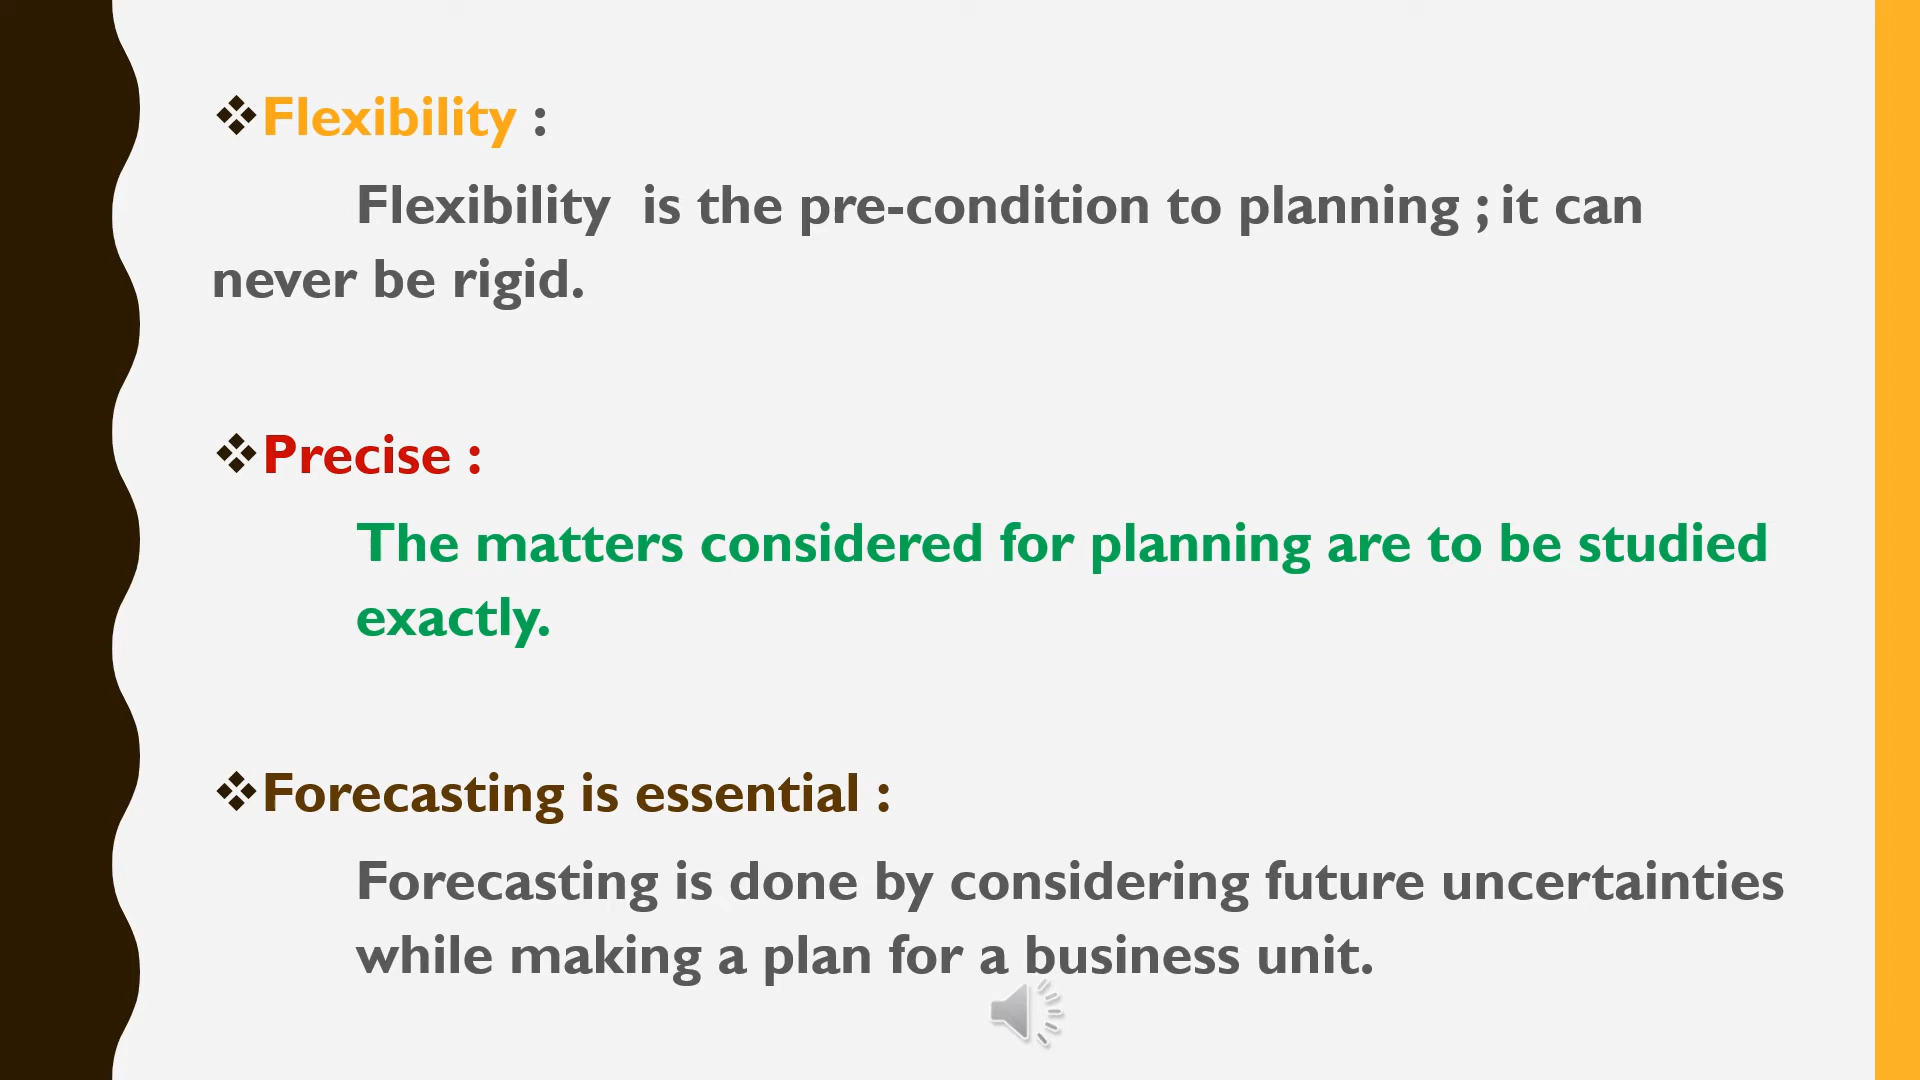 ❖Flexibility :
Flexibility  is the pre-condition to planning ; it can
never be rigid.
❖Precise :
The matters considered for planning are to be studied
exactly.
❖Forecasting is essential :
Forecasting is done by considering future uncertainties
while making a plan for a business unit.